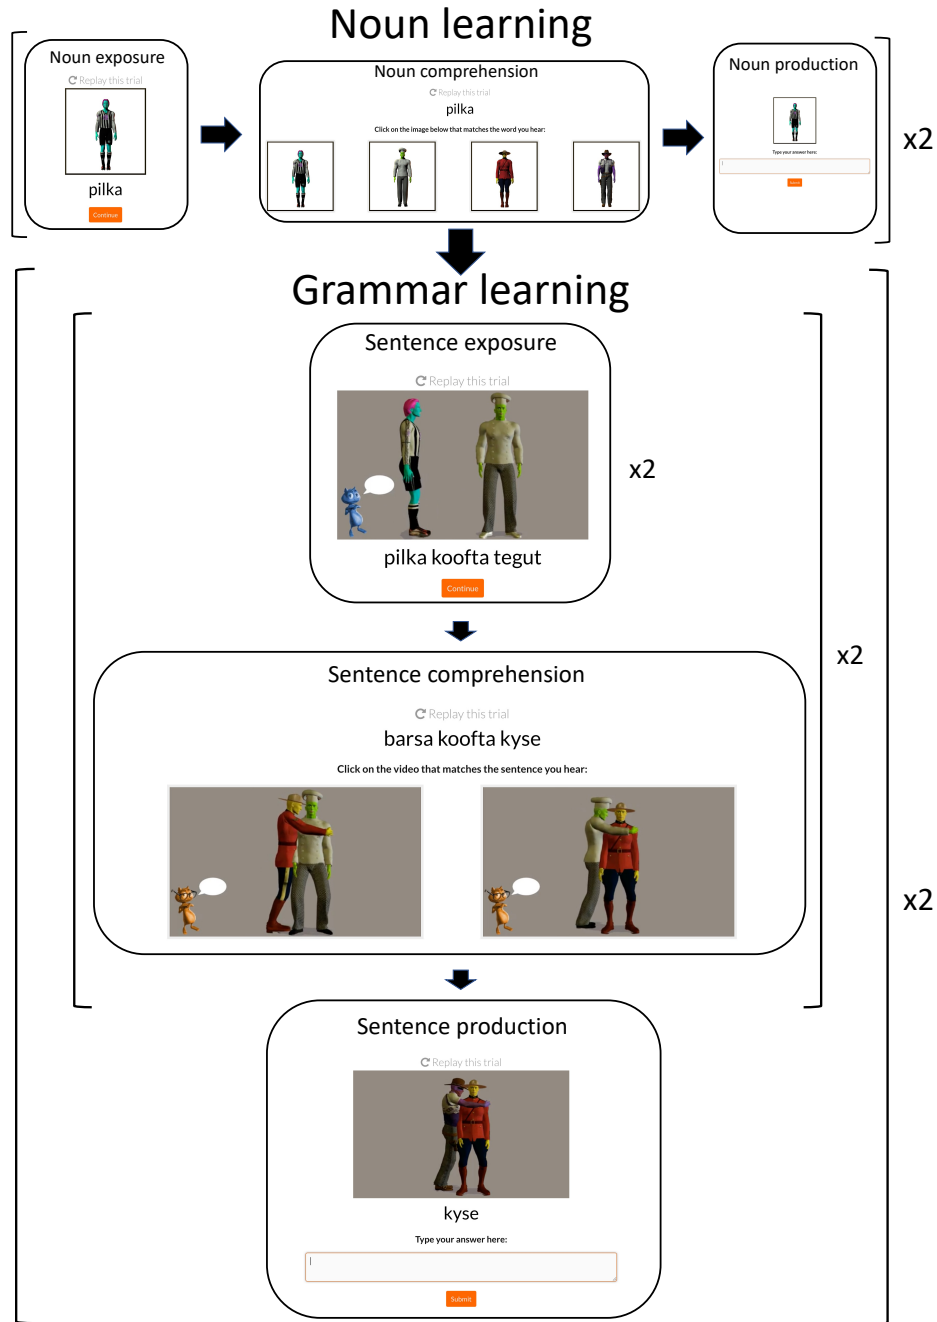 Noun learning
Noun exposure
Replay this trial
pilka
Continue
Noun comprehension
Replay this trial
pilka
Click on the image below that matches the word you hear:
Noun production
Type your answer here:
Submit
x2
Grammar learning
Sentence exposure
Replay this trial
pilka koofta tegut
Continue
x2
Sentence comprehension
Replay this trial
barsa koofta kyse
Click on the video that matches the sentence you hear:
x2
x2
Sentence production
Replay this trial
kyse
Type your answer here:
Submit